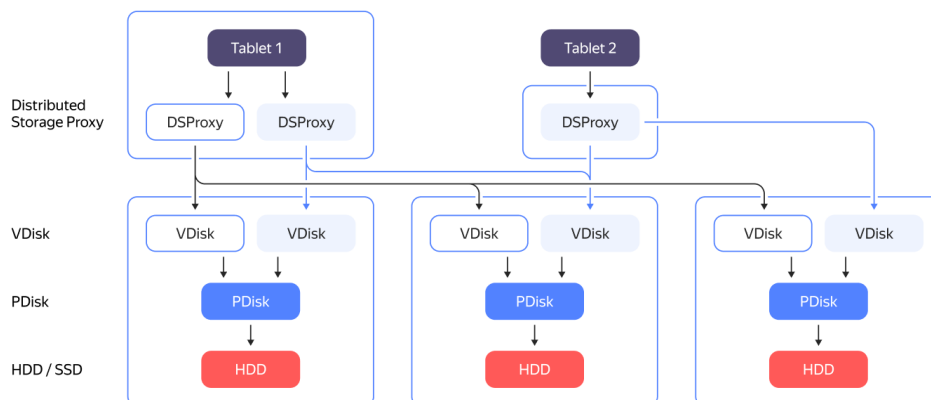 Tablet 1
Tablet 2
Distributed
Storage Proxy
DSProxy
DSProxy
DSProxy
VDisk
VDisk
VDisk
VDisk
VDisk
VDisk
VDisk
PDisk
PDisk
PDisk
PDisk
HDD / SSD
HDD
HDD
HDD